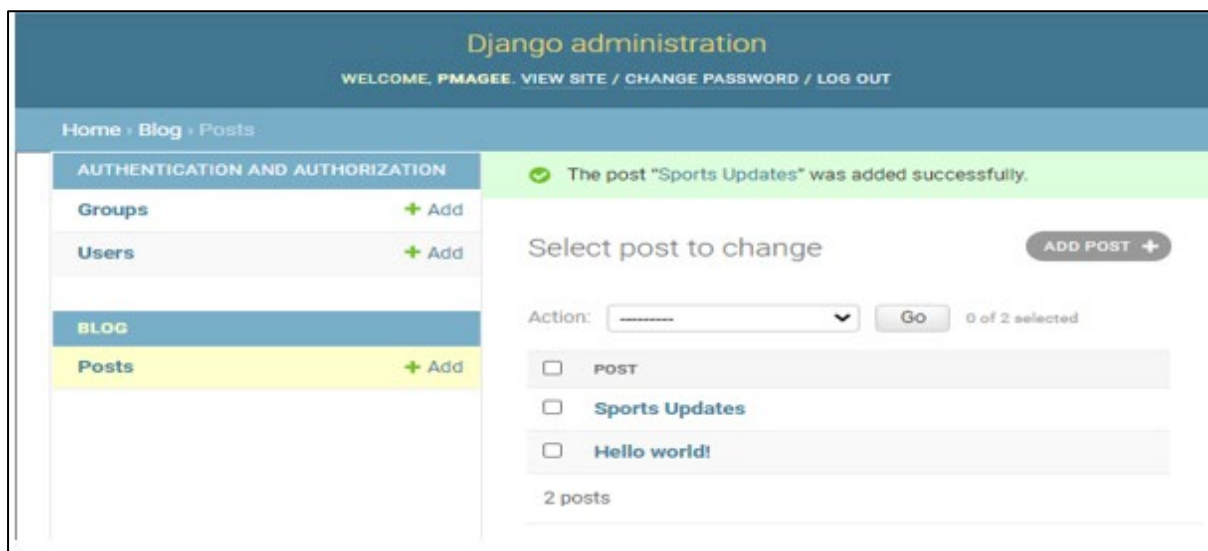 Django administration
WELCOME, PMAGEE. VIEW SITE / CHANGE PASSWORD / LOG OUT
Home › Blog › Posts
AUTHENTICATION AND AUTHORIZATION
Groups + Add
Users + Add
BLOG
Posts + Add
The post "Sports Updates" was added successfully.
Select post to change
ADD POST +
Action: --------- Go 0 of 2 selected
POST
Sports Updates
Hello world!
2 posts